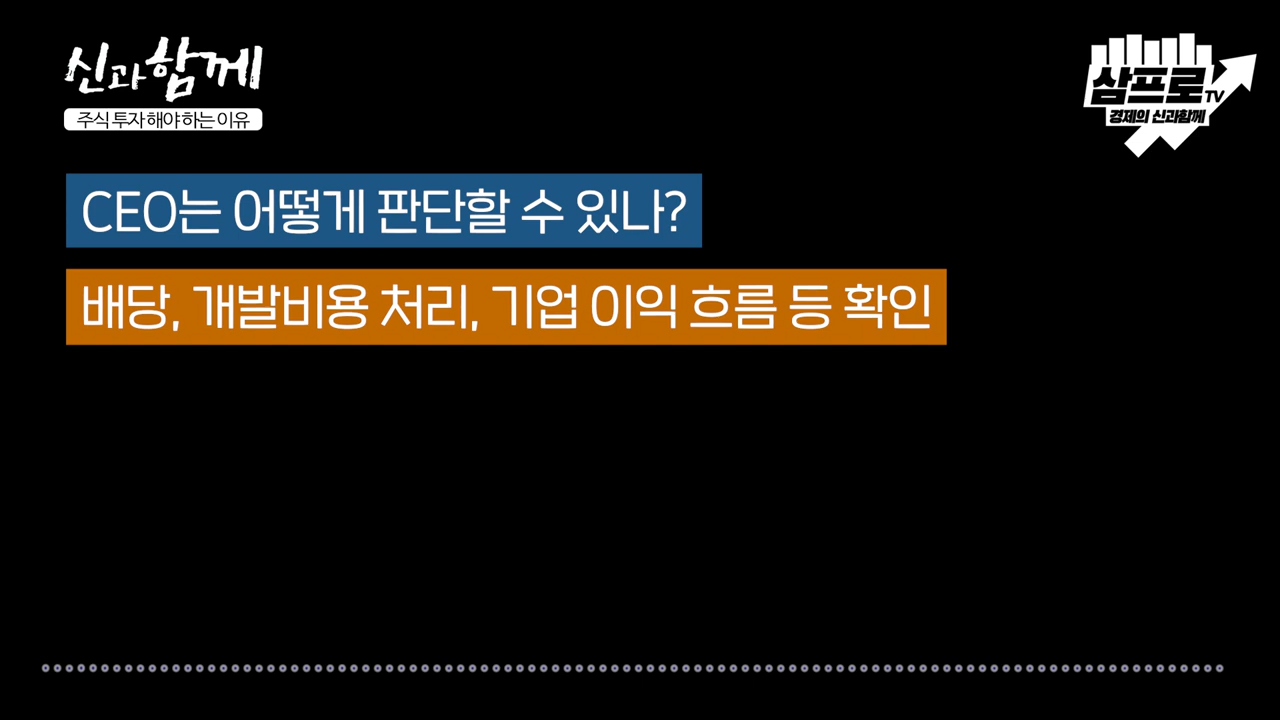 신과함께
주식 투자 해야 하는 이유
삼프로TV
경제의 신과함께
CEO는 어떻게 판단할 수 있나?
배당, 개발비용 처리, 기업 이익 흐름 등 확인